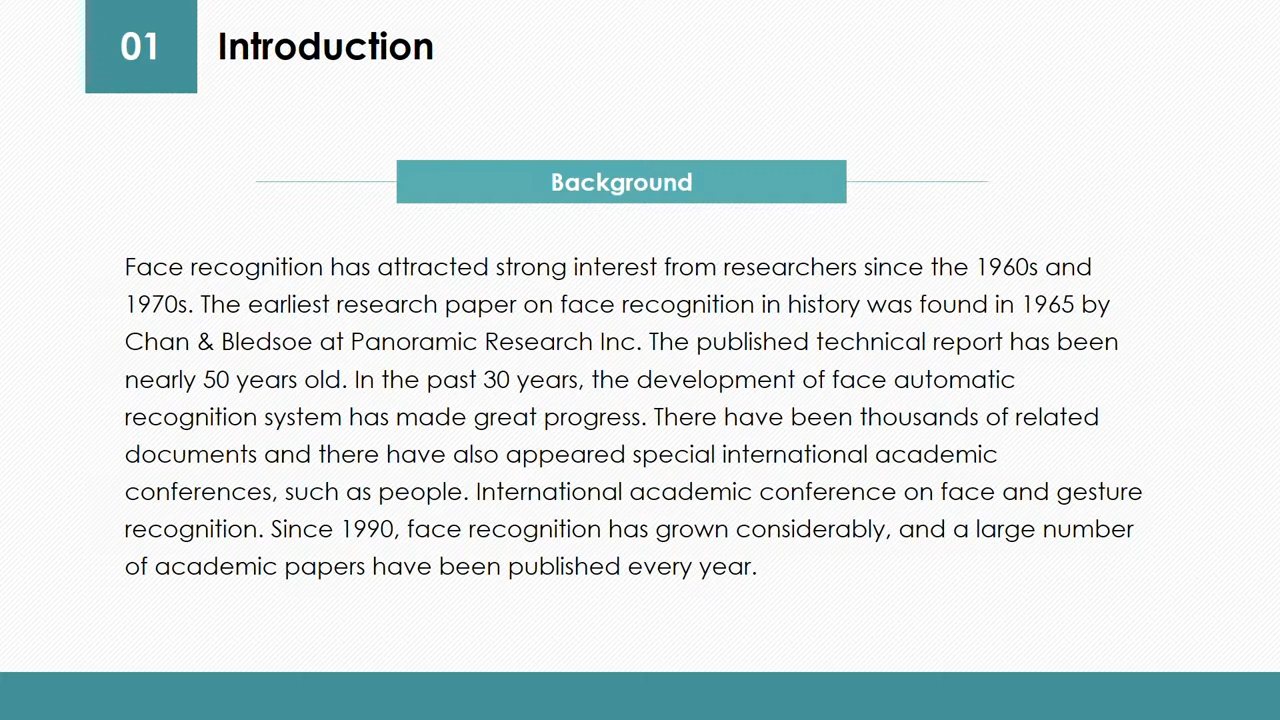 01
Introduction
Background
Face recognition has attracted strong interest from researchers since the 1960s and
1970s. The earliest research paper on face recognition in history was found in 1965 by
Chan & Bledsoe at Panoramic Research Inc. The published technical report has been
nearly 50 years old. In the past 30 years, the development of face automatic
recognition system has made great progress. There have been thousands of related
documents and there have also appeared special international academic
conferences, such as people. International academic conference on face and gesture
recognition. Since 1990, face recognition has grown considerably, and a large number
of academic papers have been published every year.